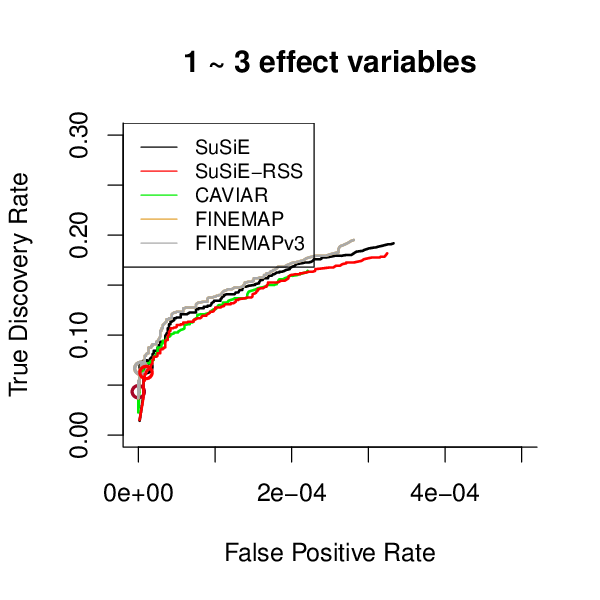 1 ~ 3 effect variables
True Discovery Rate
0.30
0.20
0.10
0.00
SuSiE
SuSiE−RSS
CAVIAR
FINEMAP
FINEMAPv3
0e+00
2e−04
4e−04
False Positive Rate